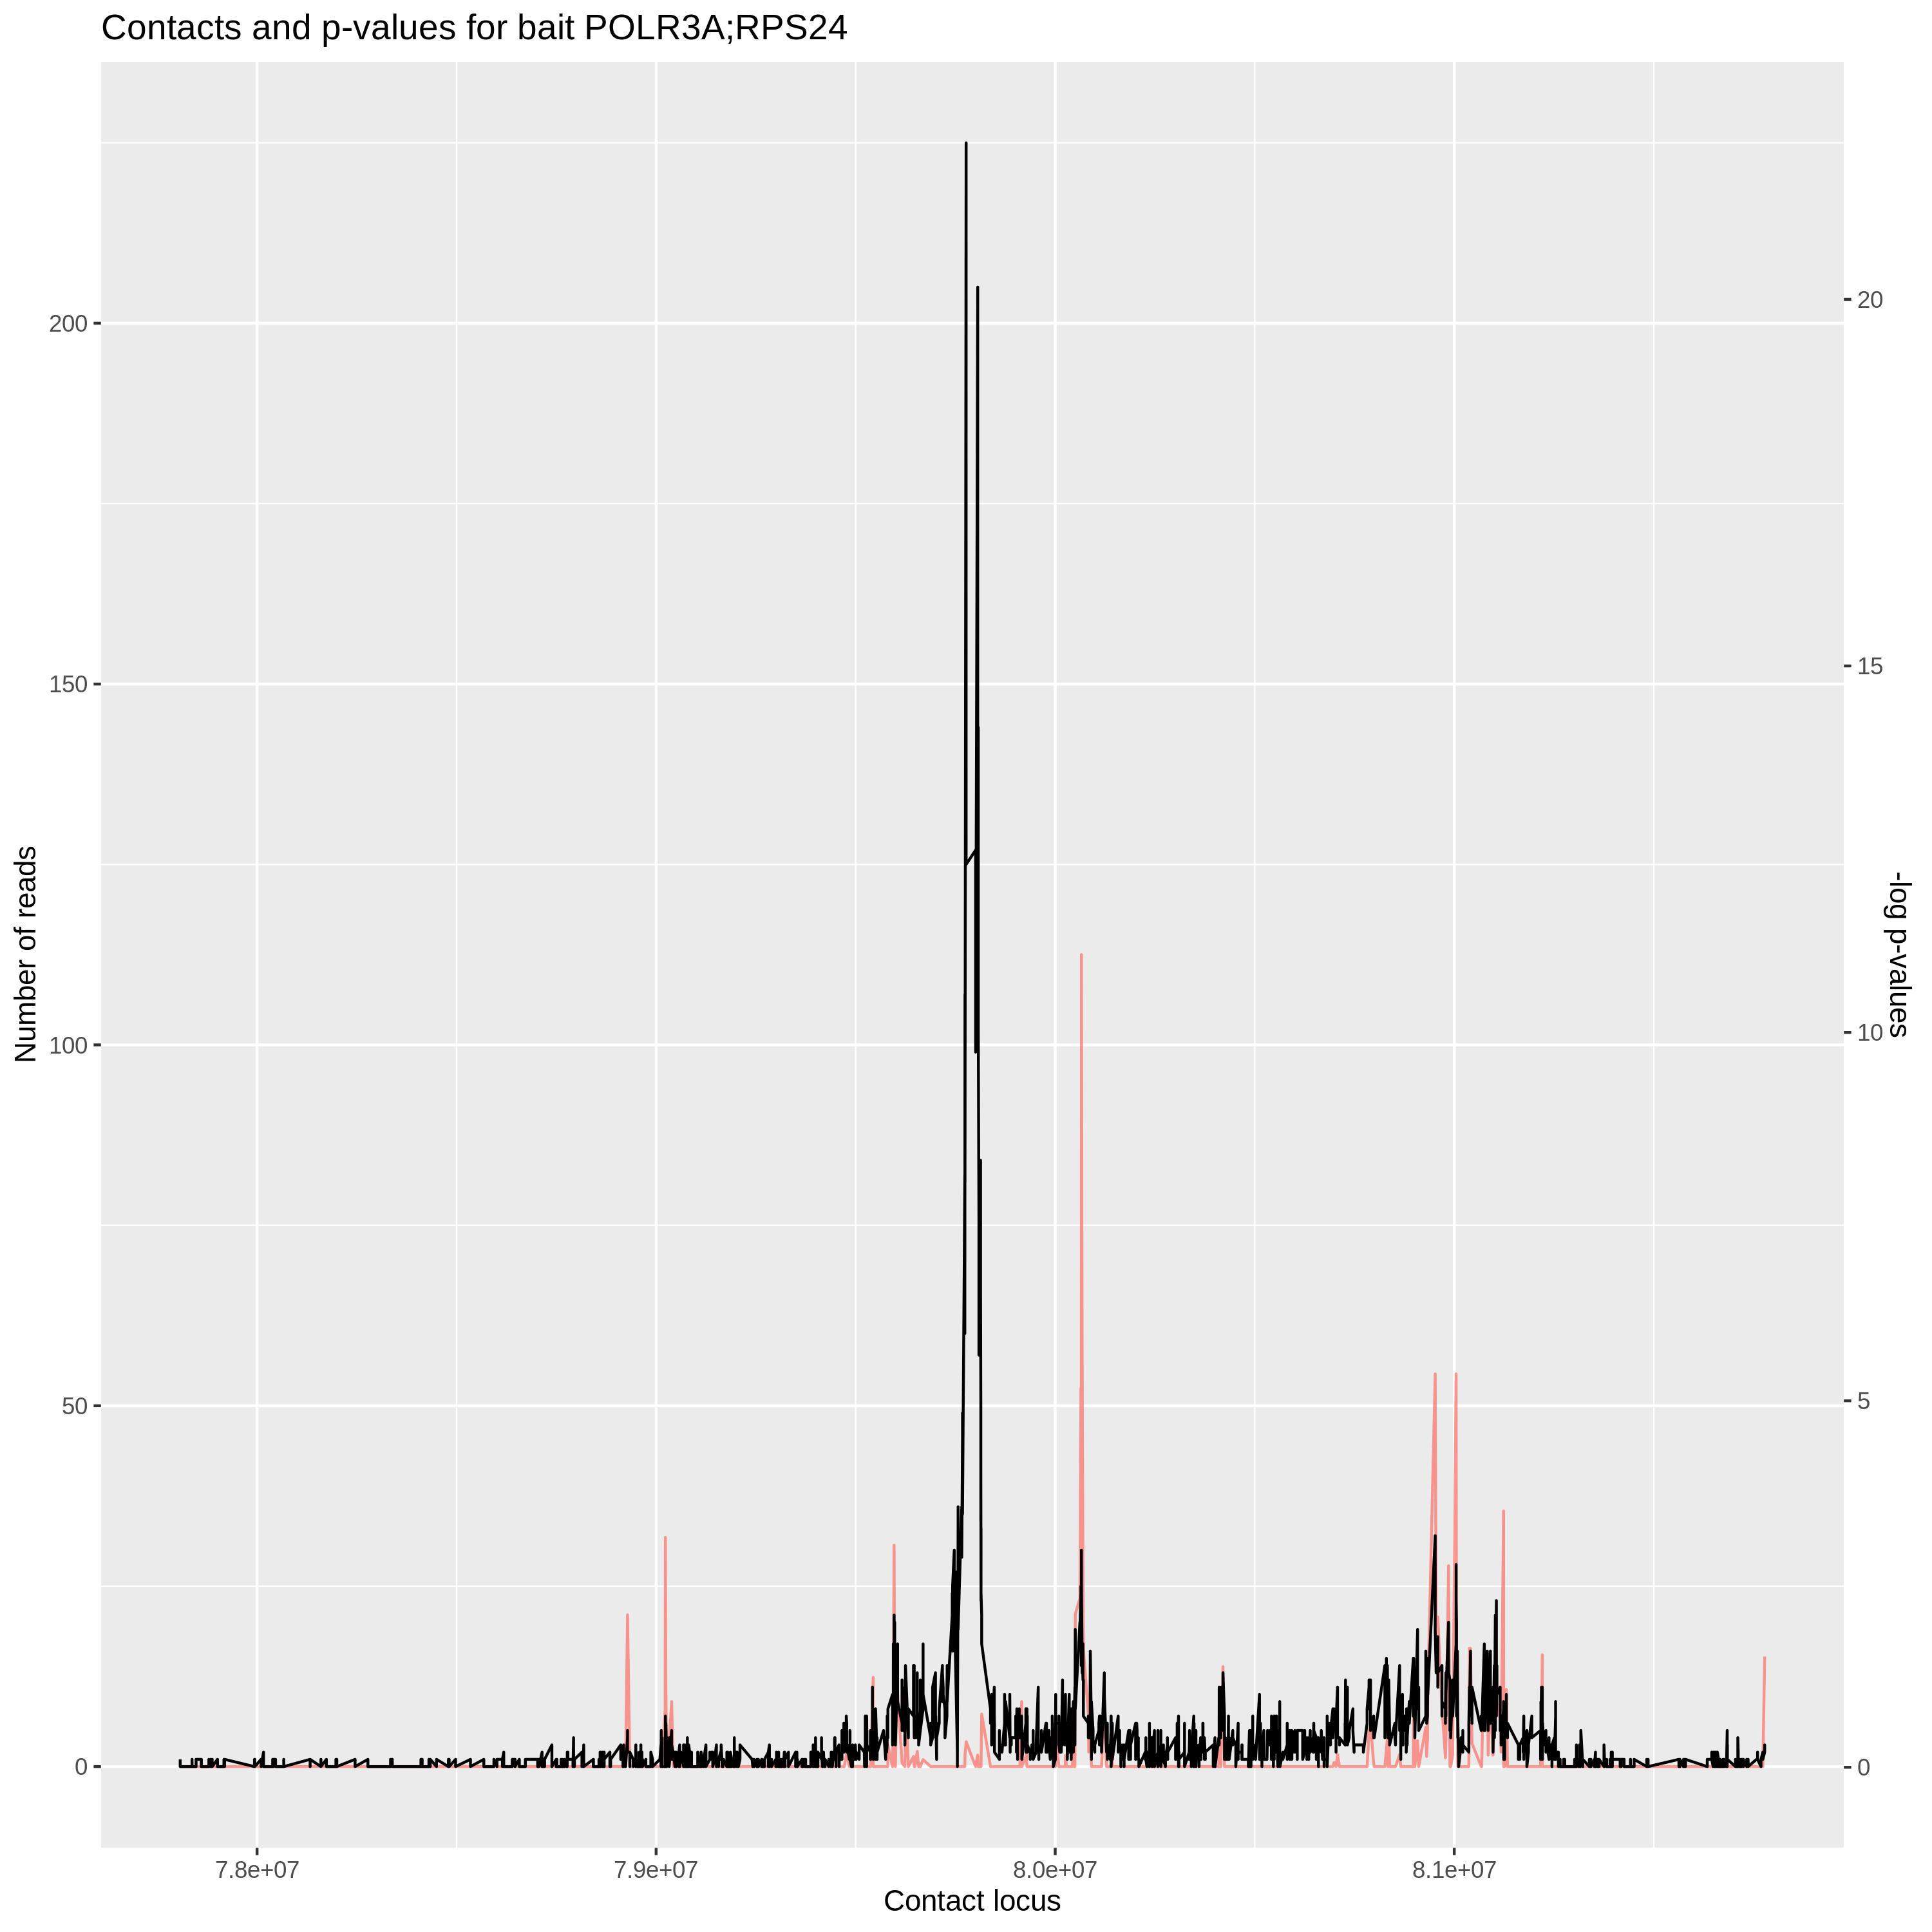 Contacts and p-values for bait POLR3A;RPS24
Number of reads
200
150
100
50
0
20
15
10
5
0
-log p-values
7.8e+07
7.9e+07
8.0e+07
8.1e+07
Contact locus